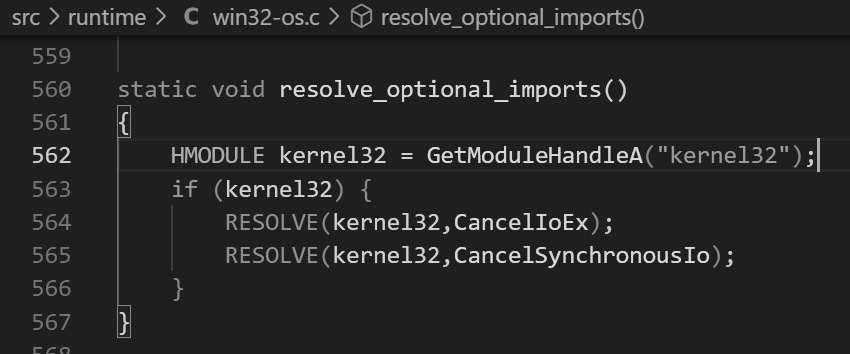 src > runtime > C win32-os.c > resolve_optional_imports()
559
560 static void resolve_optional_imports()
561 {
562     HMODULE kernel32 = GetModuleHandleA("kernel32");
563     if (kernel32) {
564         RESOLVE(kernel32,CancelIoEx);
565         RESOLVE(kernel32,CancelSynchronousIo);
566     }
567 }
568